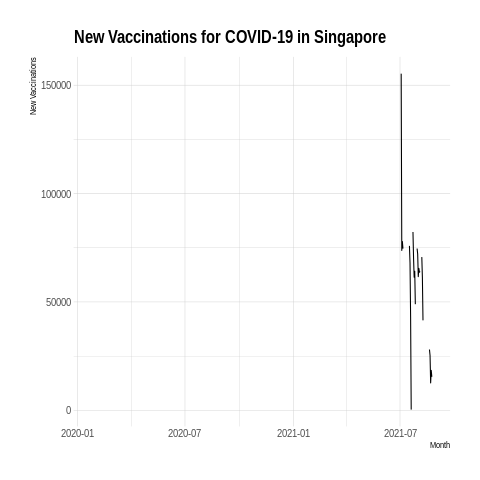 New Vaccinations for COVID-19 in Singapore
New Vaccinations
150000
100000
50000
0
2020-01
2020-07
2021-01
2021-07
Month